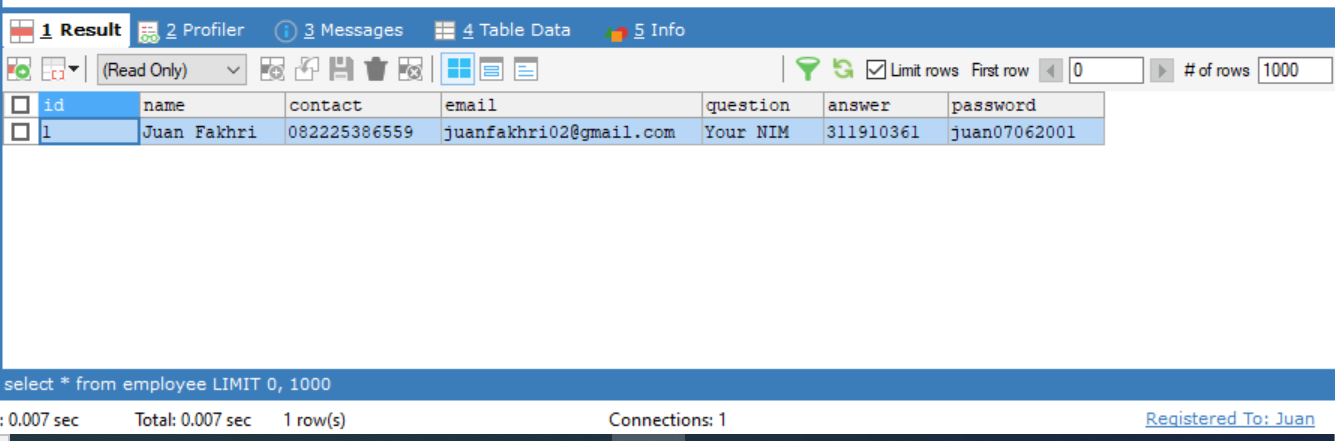 1 Result 2 Profiler 3 Messages 4 Table Data 5 Info
(Read Only) Limit rows First row 0 # of rows 1000
id name contact email question answer password
1 Juan Fakhri 082225386559 juanfakhri02@gmail.com Your NIM 311910361 juan07062001
select * from employee LIMIT 0, 1000
: 0.007 sec Total: 0.007 sec 1 row(s) Connections: 1 Registered To: Juan